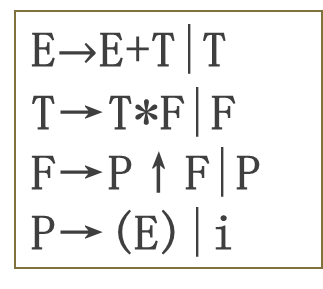 E→E+T|T
T→T*F|F
F→P ↑ F|P
P→(E)|i